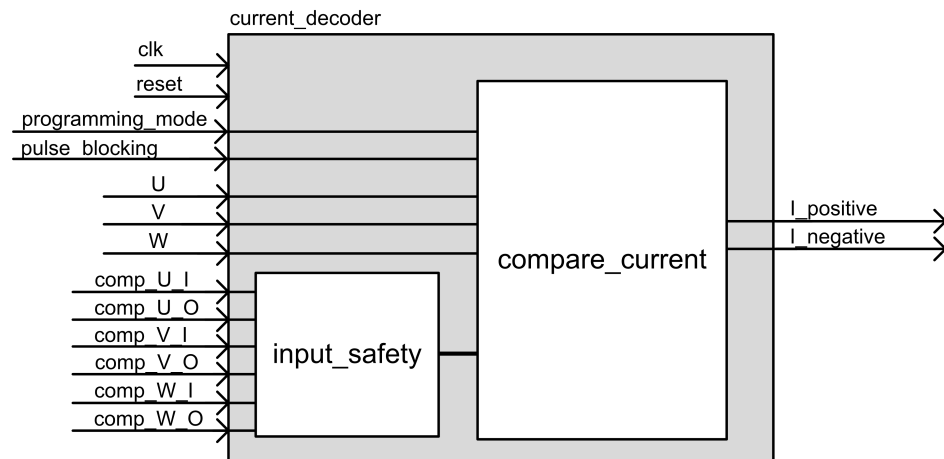 current_decoder
clk
reset
programming_mode
pulse_blocking
U
V
W
I_positive
I_negative
compare_current
comp_U_I
comp_U_O
comp_V_I
comp_V_O
comp_W_I
comp_W_O
input_safety